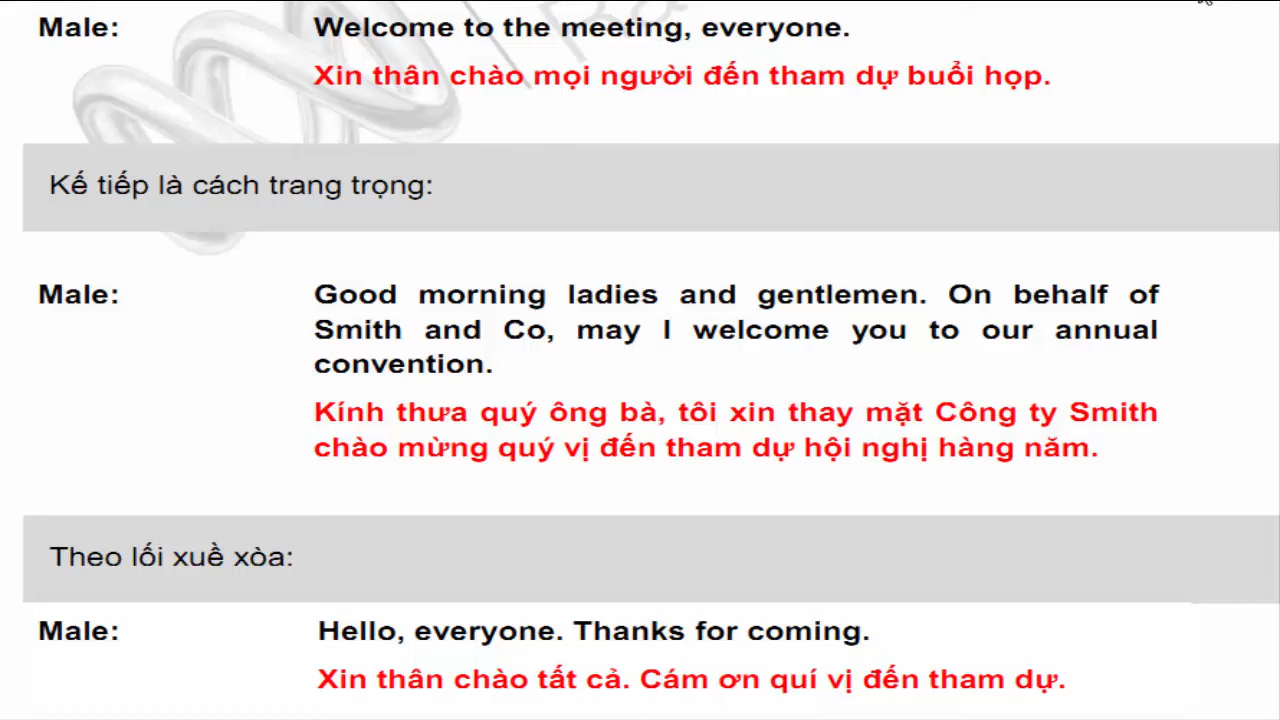 Male: Welcome to the meeting, everyone.
Xin thân chào mọi người đến tham dự buổi họp.
Kế tiếp là cách trang trọng:
Male: Good morning ladies and gentlemen. On behalf of
Smith and Co, may I welcome you to our annual
convention.
Kính thưa quý ông bà, tôi xin thay mặt Công ty Smith
chào mừng quý vị đến tham dự hội nghị hàng năm.
Theo lối xuề xòa:
Male: Hello, everyone. Thanks for coming.
Xin thân chào tất cả. Cám ơn quí vị đến tham dự.